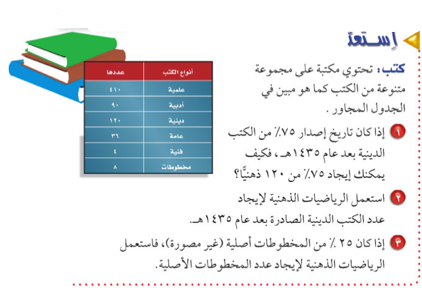 إستعد
كتب: تحتوي مكتبة على مجموعة
متنوعة من الكتب كما هو مبين في
الجدول المجاور .
أنواع الكتب عددها
علمية ٤١٠
أدبية ٩٠
دينية ١٢٠
عامة ٣٦
فنية ٤
مخطوطات ٨
١ إذا كان تاريخ إصدار ٧٥٪ من الكتب
الدينية بعد عام ١٤٣٥هـ، فكيف
يمكنك إيجاد ٧٥٪ من ١٢٠ ذهنيًّا؟
٢ استعمل الرياضيات الذهنية لإيجاد
عدد الكتب الدينية الصادرة بعد عام ١٤٣٥هـ.
٣ إذا كان ٢٥ ٪ من المخطوطات أصلية (غير مصورة)، فاستعمل
الرياضيات الذهنية لإيجاد عدد المخطوطات الأصلية.